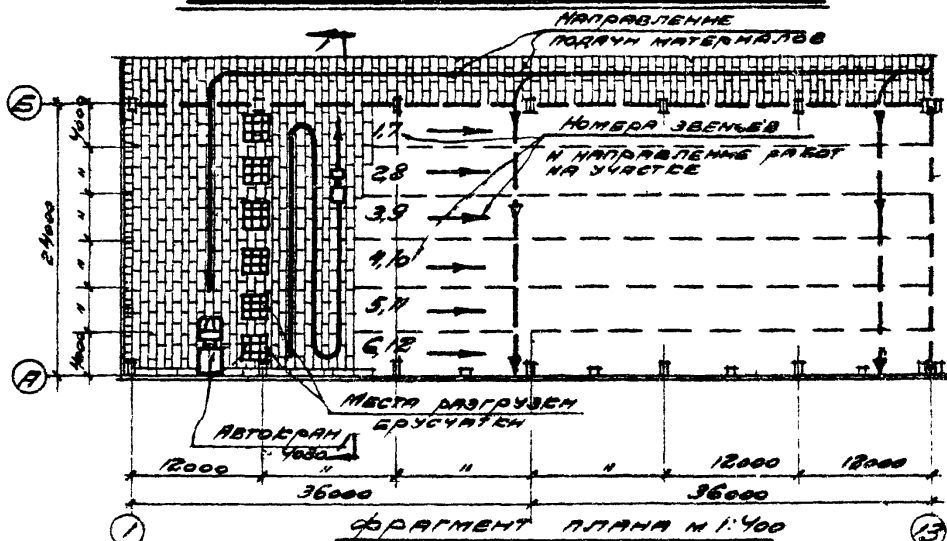 НАПРАВЛЕНИЕ
ПОДАЧИ МАТЕРИАЛОВ
Б
4000
"
"
"
"
4000
24000
А
1,7
2,8
3,9
4,10
5,11
6,12
НОМЕРА ЗВЕНЬЕВ
И НАПРАВЛЕНИЕ РАБОТ
НА УЧАСТКЕ
МЕСТА РАЗГРУЗКИ
БРУСЧАТКИ
АВТОКРАН
12000 " " " 12000 12000
36000 36000
1 13
ФРАГМЕНТ ПЛАНА М 1:400